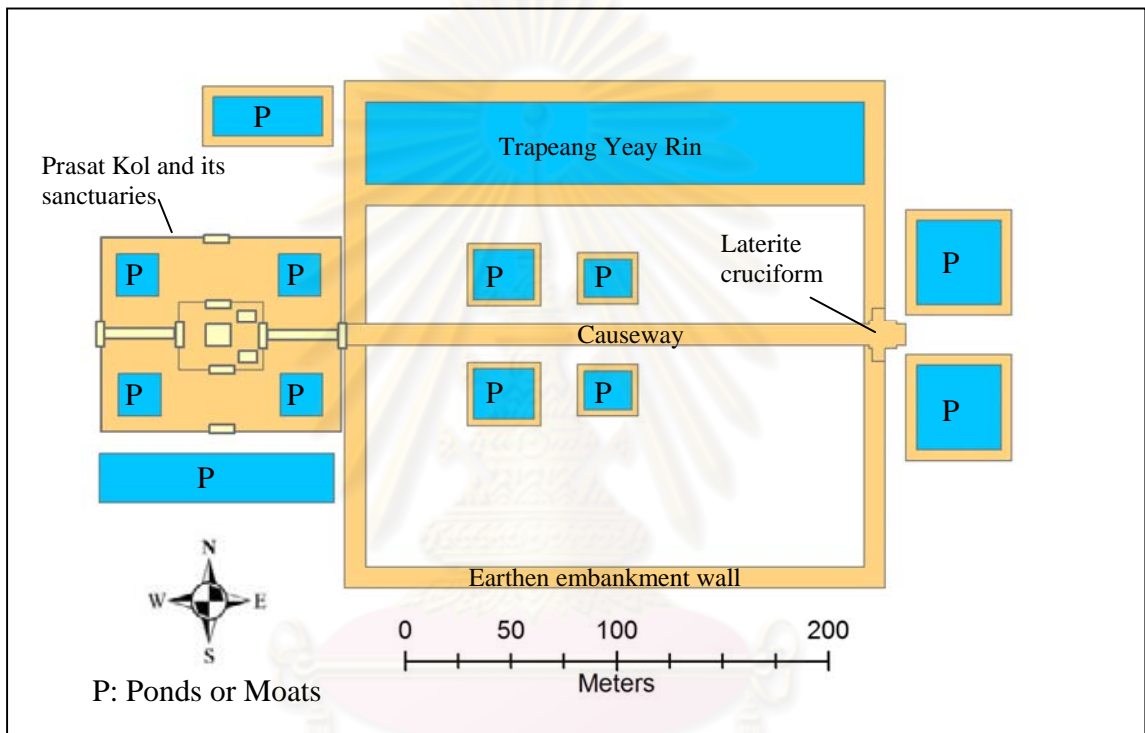 P
Trapeang Yeay Rin
Prasat Kol and its
sanctuaries
P
P
P
P
P
Laterite
cruciform
Causeway
P
P
P
P
P
P
Earthen embankment wall
N
W
E
S
0 50 100 200
Meters
P: Ponds or Moats